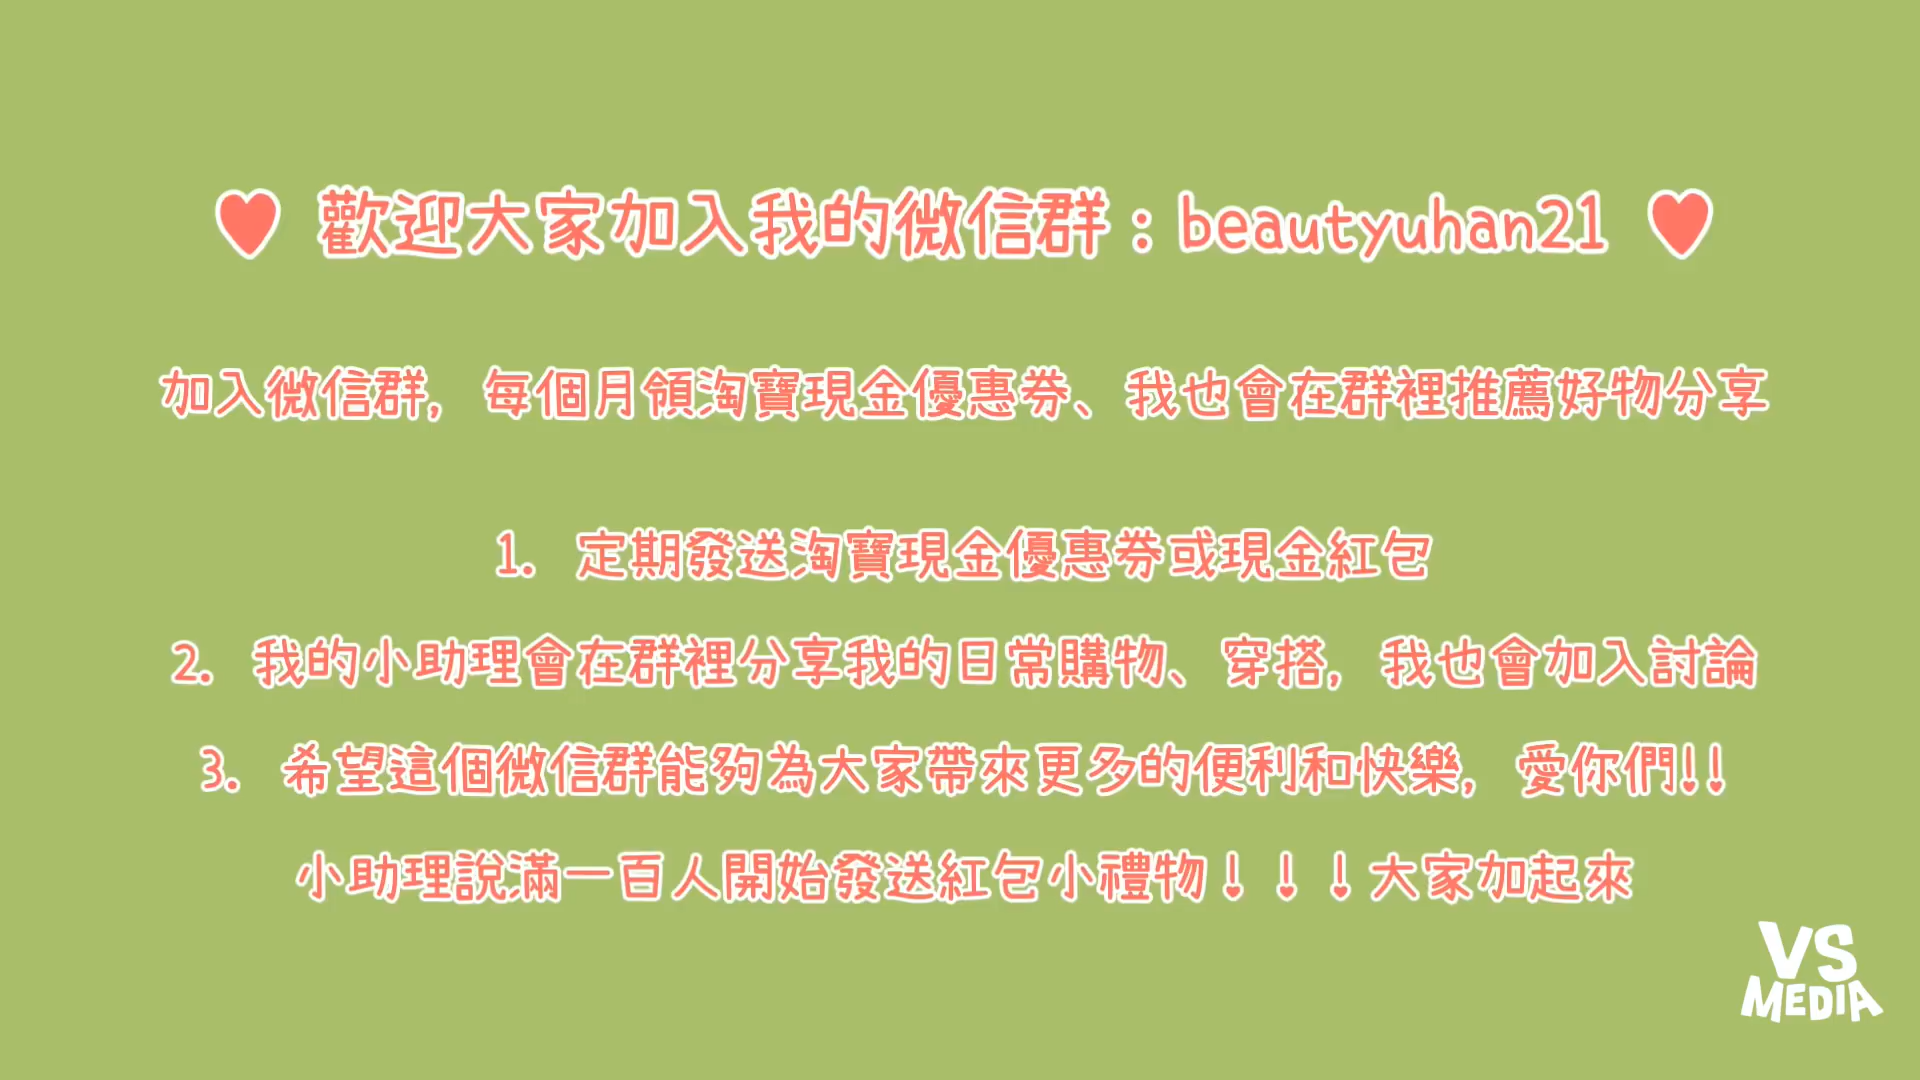 ♥ 歡迎大家加入我的微信群：beautyuhan21 ♥
加入微信群，每個月領淘寶現金優惠券、我也會在群裡推薦好物分享
1. 定期發送淘寶現金優惠券或現金紅包
2. 我的小助理會在群裡分享我的日常購物、穿搭，我也會加入討論
3. 希望這個微信群能夠為大家帶來更多的便利和快樂，愛你們!!
小助理說滿一百人開始發送紅包小禮物！！！大家加起來
VS
MEDIA